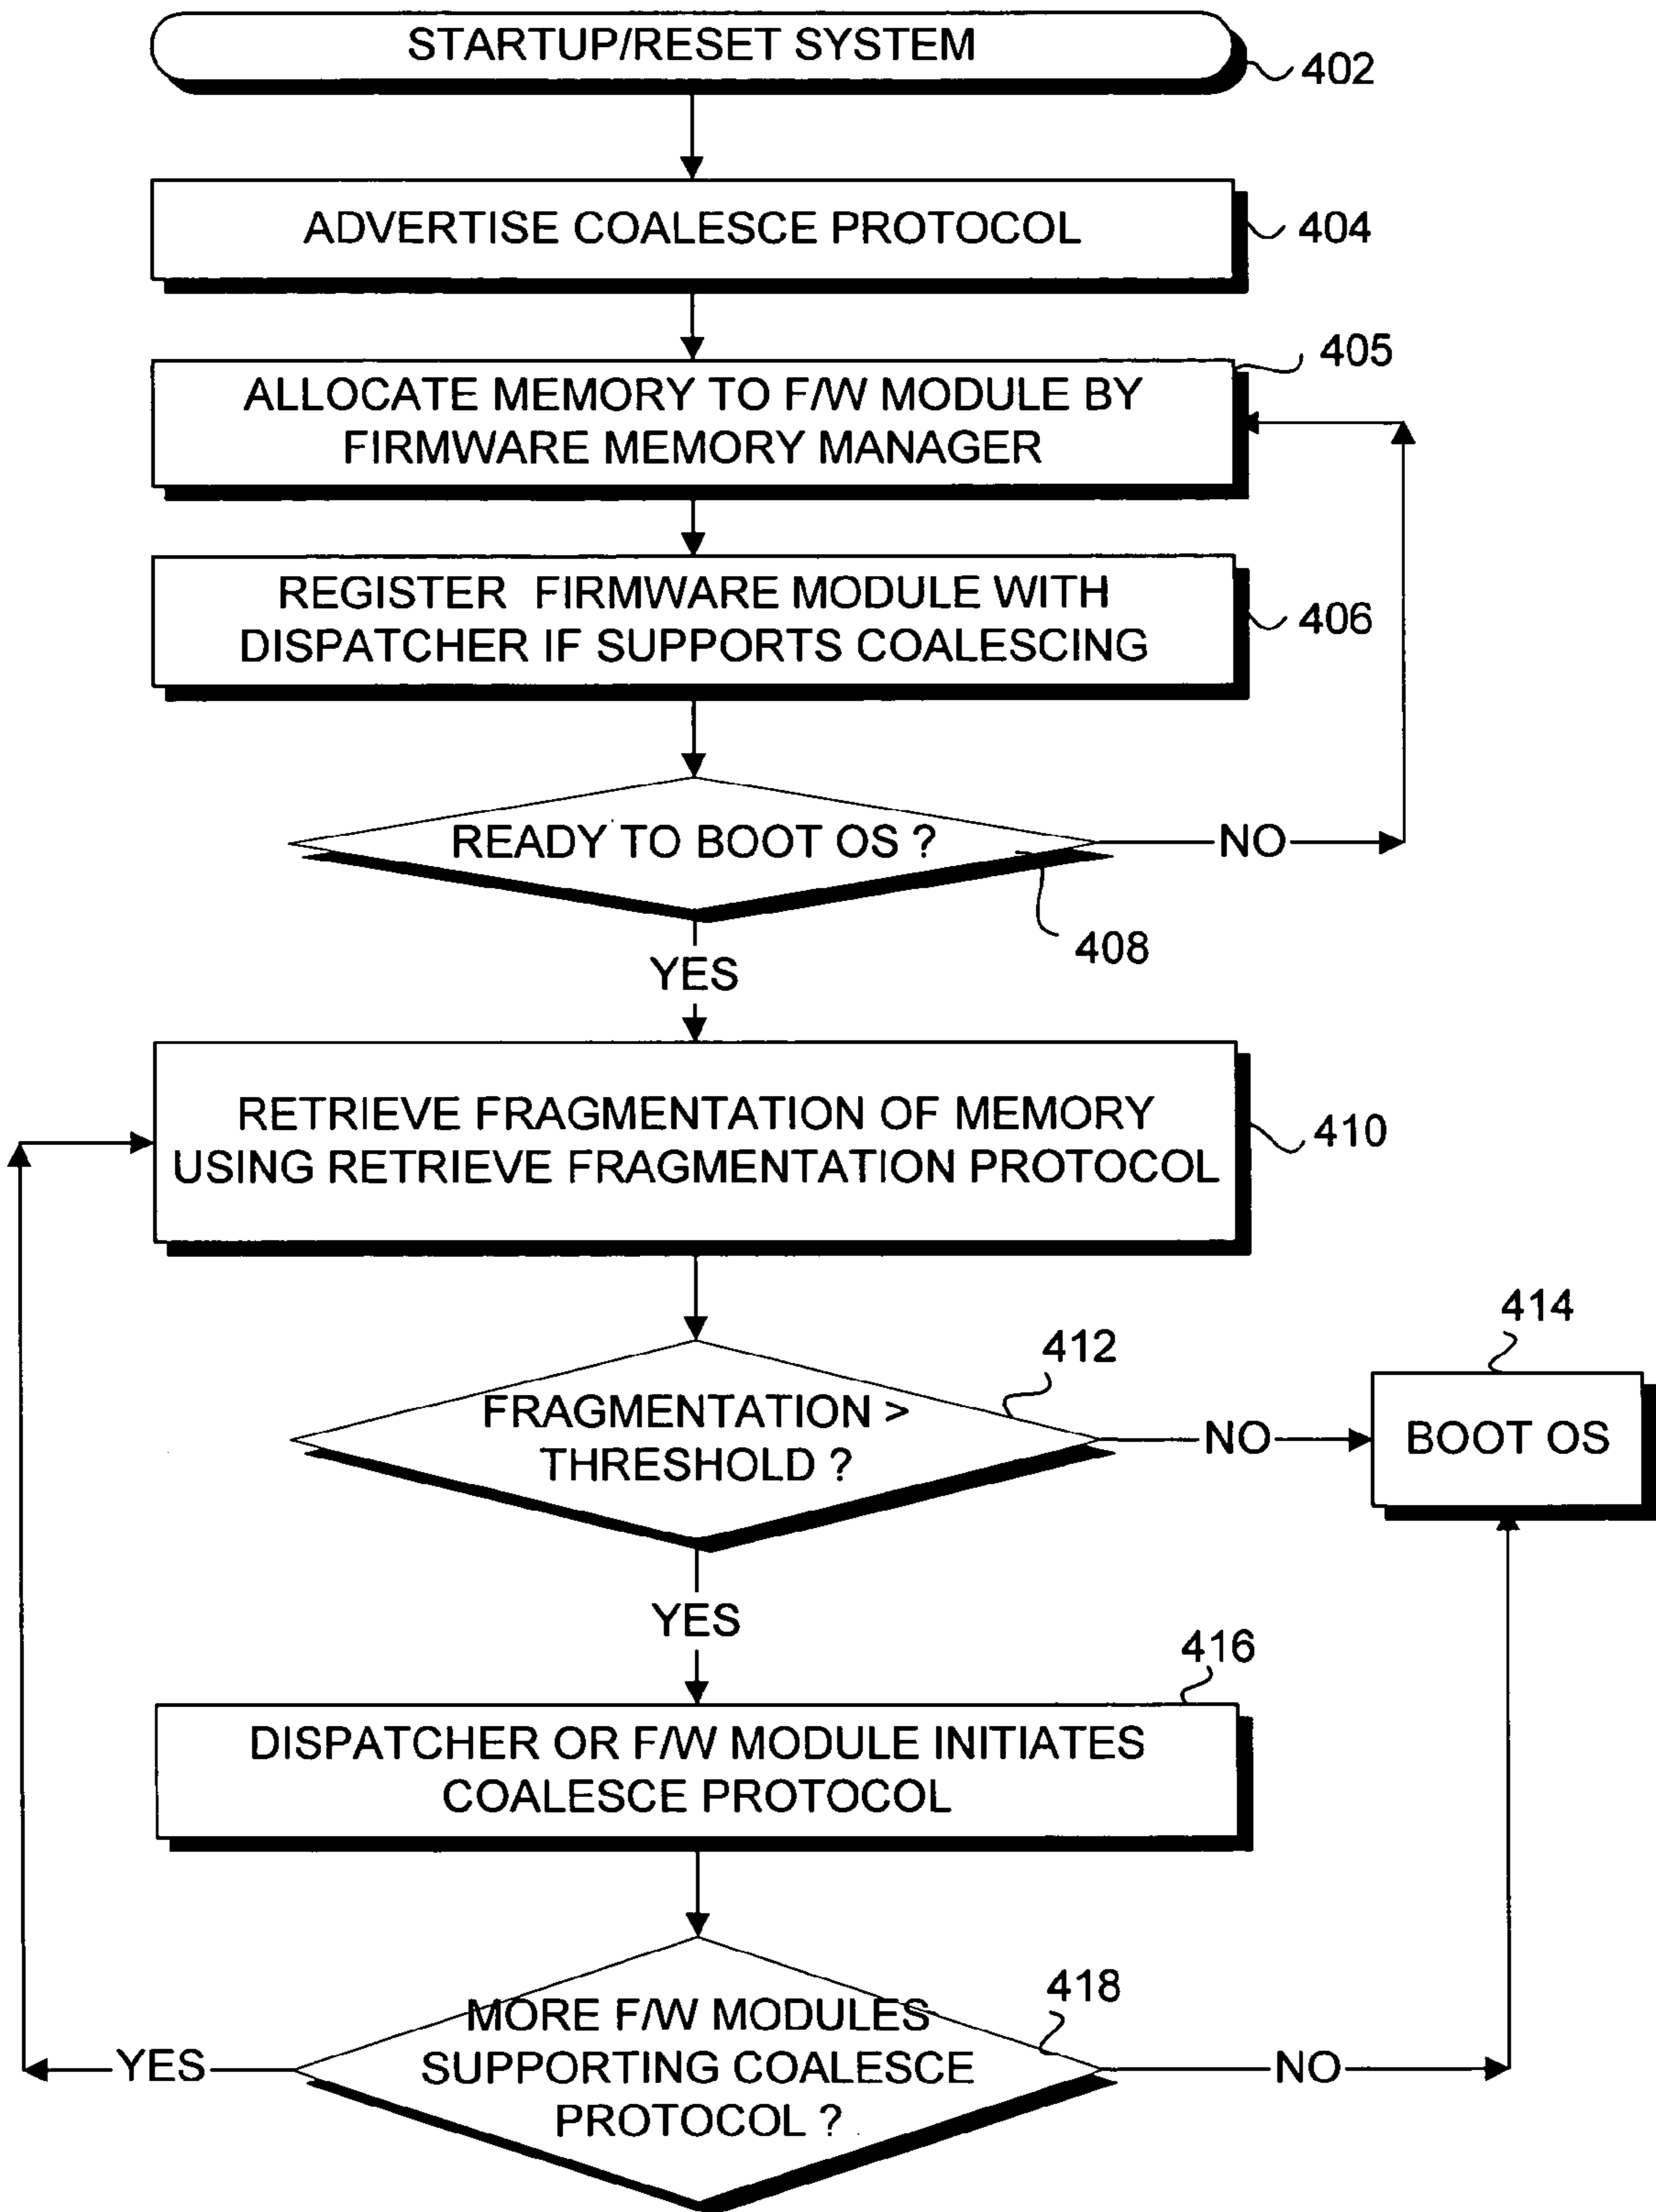 STARTUP/RESET SYSTEM
402
ADVERTISE COALESCE PROTOCOL
404
405
ALLOCATE MEMORY TO F/W MODULE BY
FIRMWARE MEMORY MANAGER
REGISTER FIRMWARE MODULE WITH
DISPATCHER IF SUPPORTS COALESCING
406
READY TO BOOT OS ?
NO
408
YES
RETRIEVE FRAGMENTATION OF MEMORY
USING RETRIEVE FRAGMENTATION PROTOCOL
410
412
FRAGMENTATION >
THRESHOLD ?
NO
414
BOOT OS
YES
416
DISPATCHER OR F/W MODULE INITIATES
COALESCE PROTOCOL
418
MORE F/W MODULES
SUPPORTING COALESCE
PROTOCOL ?
YES
NO